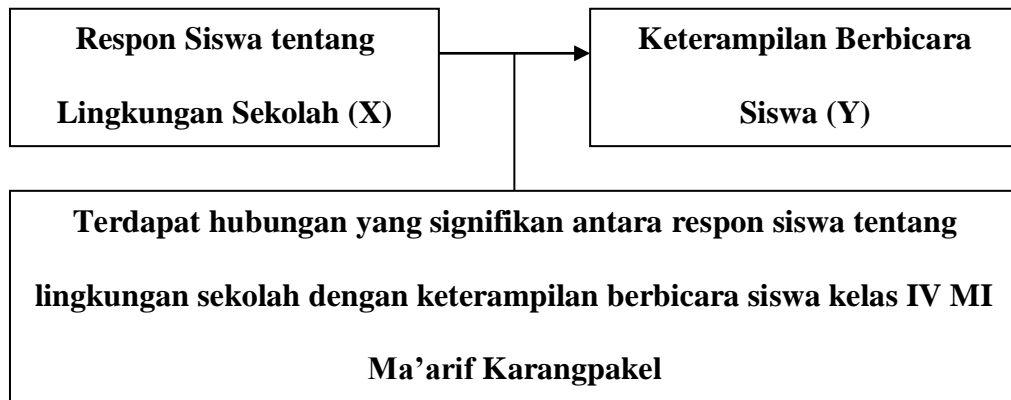 Respon Siswa tentang
Lingkungan Sekolah (X)
Keterampilan Berbicara
Siswa (Y)
Terdapat hubungan yang signifikan antara respon siswa tentang
lingkungan sekolah dengan keterampilan berbicara siswa kelas IV MI
Ma’arif Karangpakel